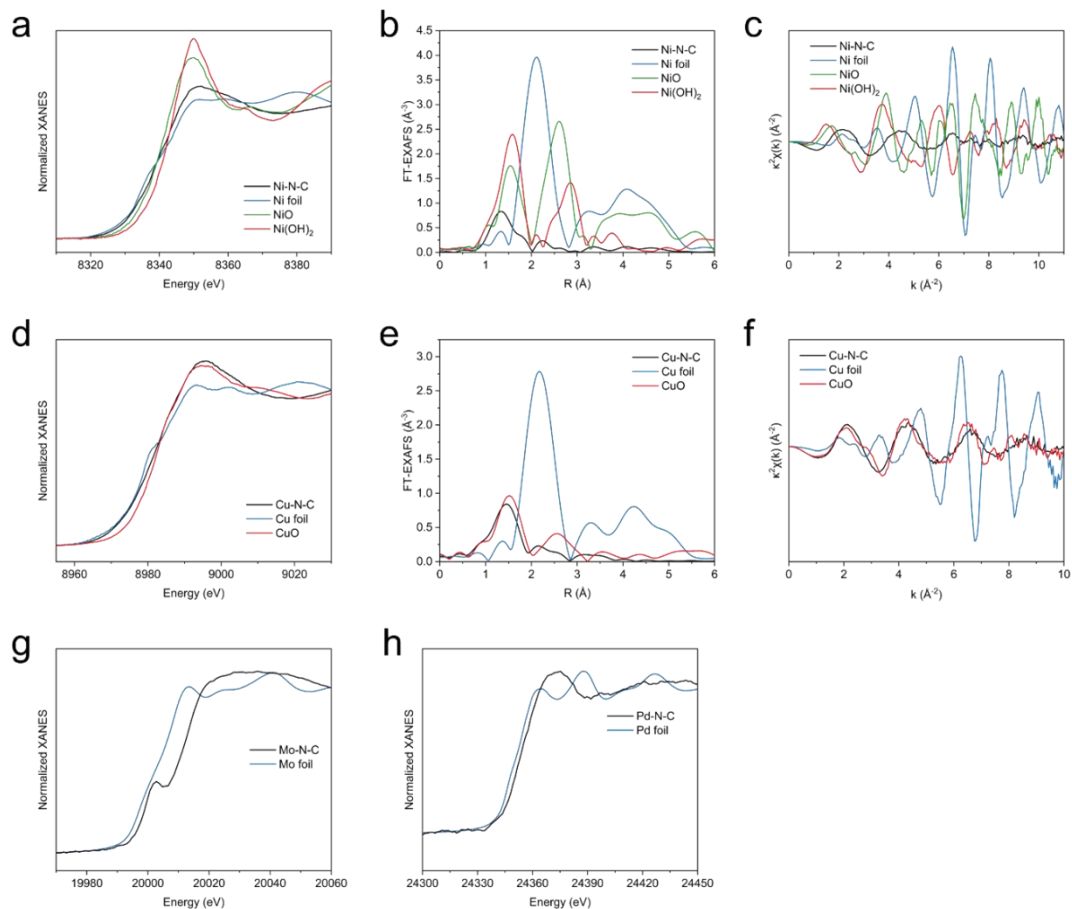 a
Normalized XANES
Ni-N-C
Ni foil
NiO
Ni(OH)₂
8320 8340 8360 8380
Energy (eV)
b
FT-EXAFS (Å⁻³)
4.5
4.0
3.5
3.0
2.5
2.0
1.5
1.0
0.5
0.0
Ni-N-C
Ni foil
NiO
Ni(OH)₂
0 1 2 3 4 5 6
R (Å)
c
κ²χ(k) (Å⁻²)
Ni-N-C
Ni foil
NiO
Ni(OH)₂
0 2 4 6 8 10
k (Å⁻²)
d
Normalized XANES
Cu-N-C
Cu foil
CuO
8960 8980 9000 9020
Energy (eV)
e
FT-EXAFS (Å⁻³)
3.0
2.5
2.0
1.5
1.0
0.5
0.0
Cu-N-C
Cu foil
CuO
0 1 2 3 4 5 6
R (Å)
f
κ²χ(k) (Å⁻²)
Cu-N-C
Cu foil
CuO
0 2 4 6 8 10
k (Å⁻²)
g
Normalized XANES
Mo-N-C
Mo foil
19980 20000 20020 20040 20060
Energy (eV)
h
Normalized XANES
Pd-N-C
Pd foil
24300 24330 24360 24390 24420 24450
Energy (eV)